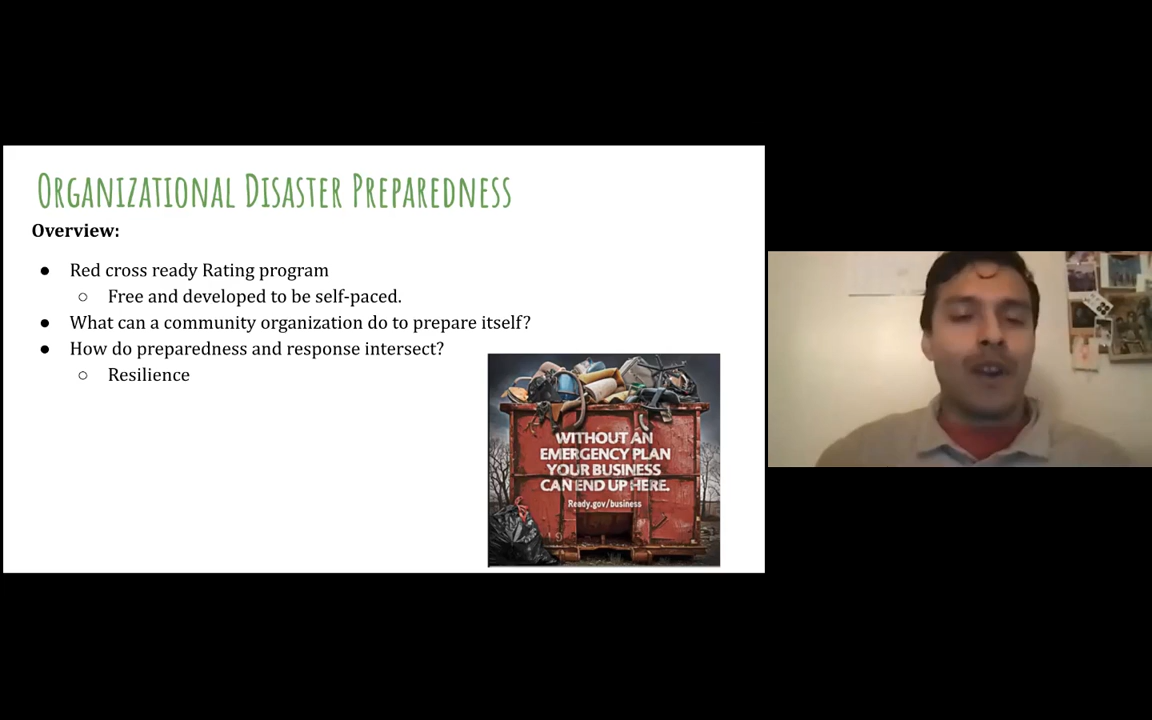 ORGANIZATIONAL DISASTER PREPAREDNESS
Overview:
● Red cross ready Rating program
○ Free and developed to be self-paced.
● What can a community organization do to prepare itself?
● How do preparedness and response intersect?
○ Resilience
WITHOUT AN
EMERGENCY PLAN
YOUR BUSINESS
CAN END UP HERE.
Ready.gov/business